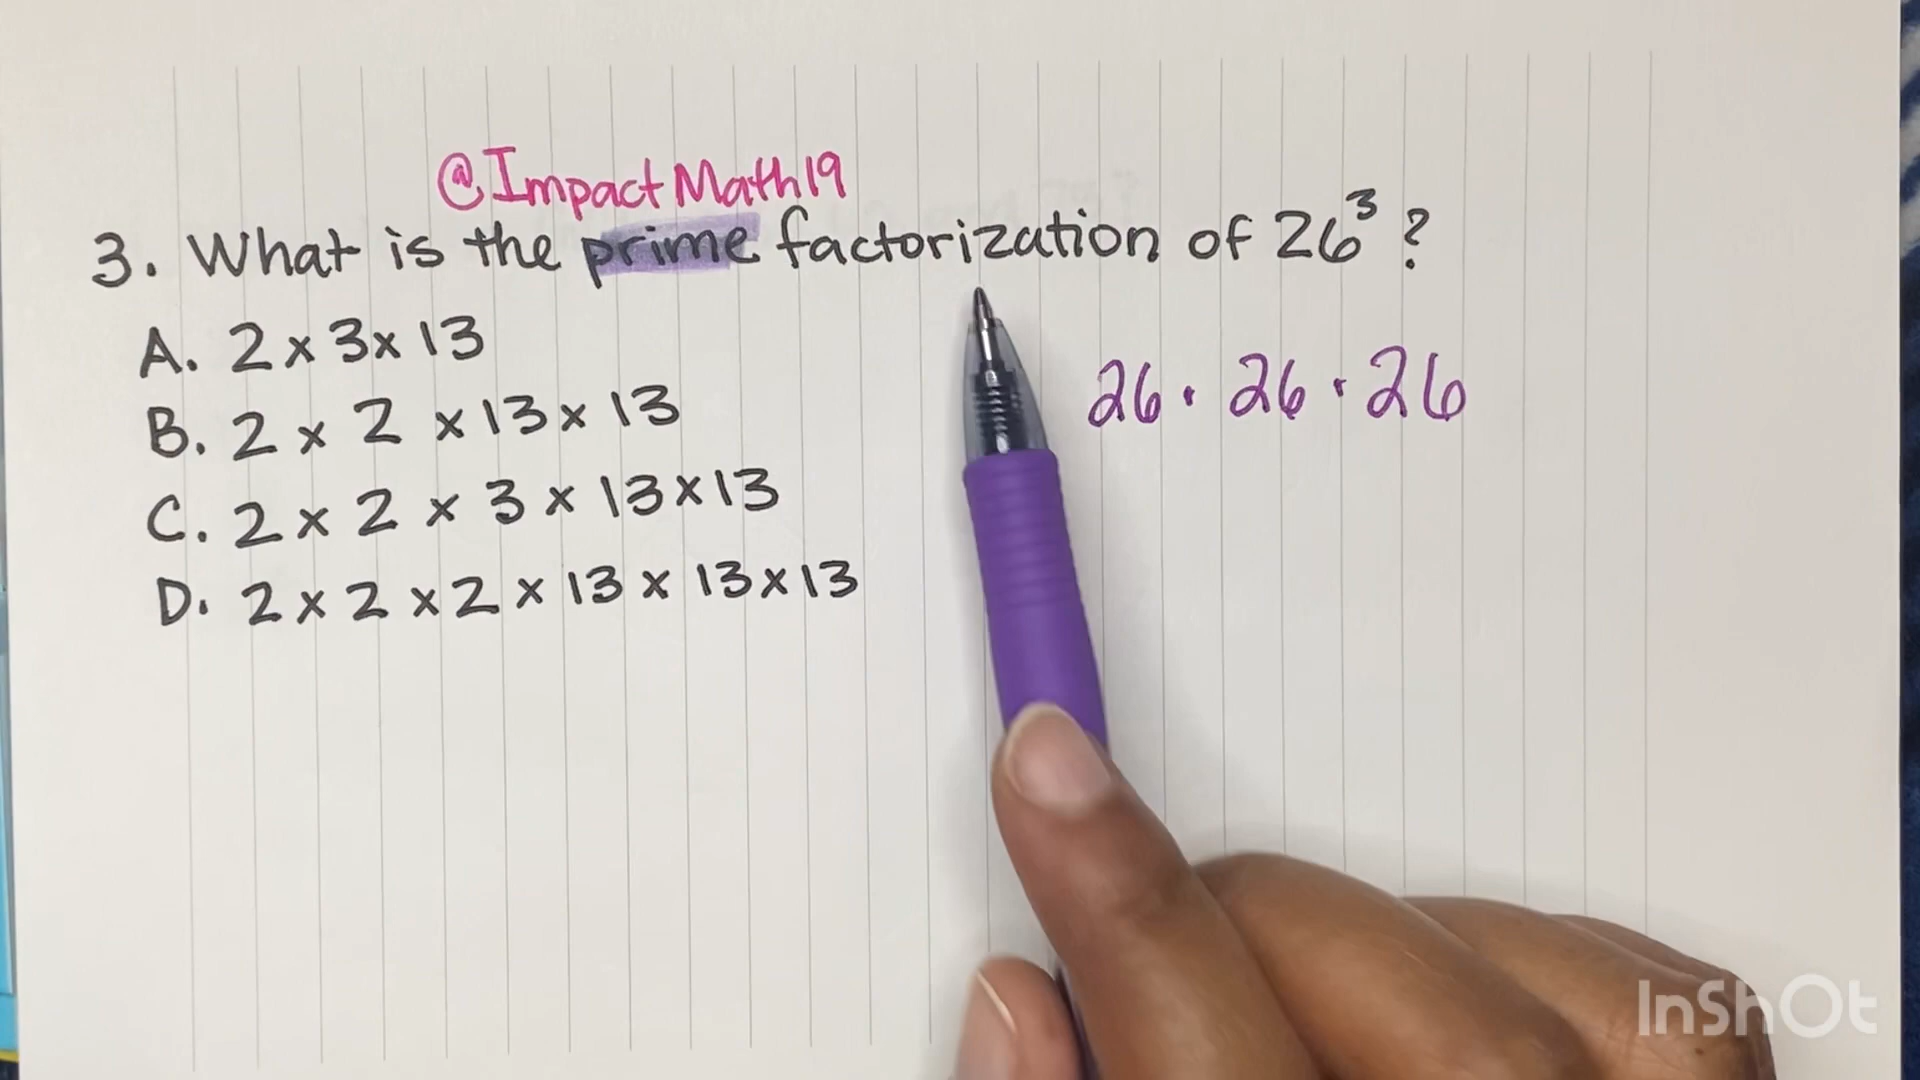 @ImpactMath19
3. What is the prime factorization of 26³ ?
A. 2 x 3 x 13
B. 2 x 2 x 13 x 13
C. 2 x 2 x 3 x 13 x 13
D. 2 x 2 x 2 x 13 x 13 x 13
26 · 26 · 26
InShOt